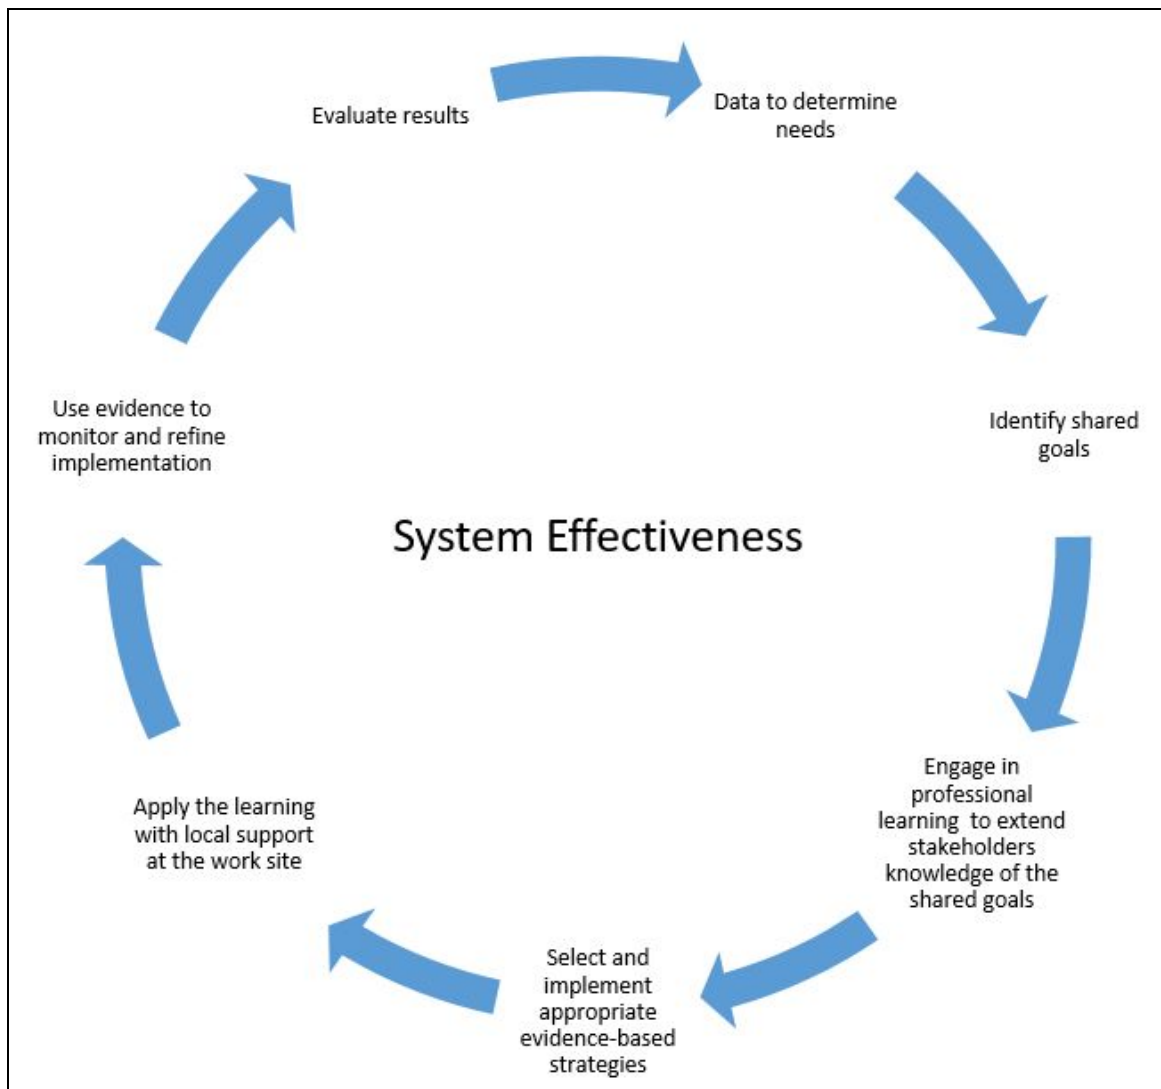 Evaluate results
Data to determine
needs
Identify shared
goals
Engage in
professional
learning  to extend
stakeholders
knowledge of the
shared goals
Select and
implement
appropriate
evidence-based
strategies
Apply the learning
with local support
at the work site
Use evidence to
monitor and refine
implementation
System Effectiveness